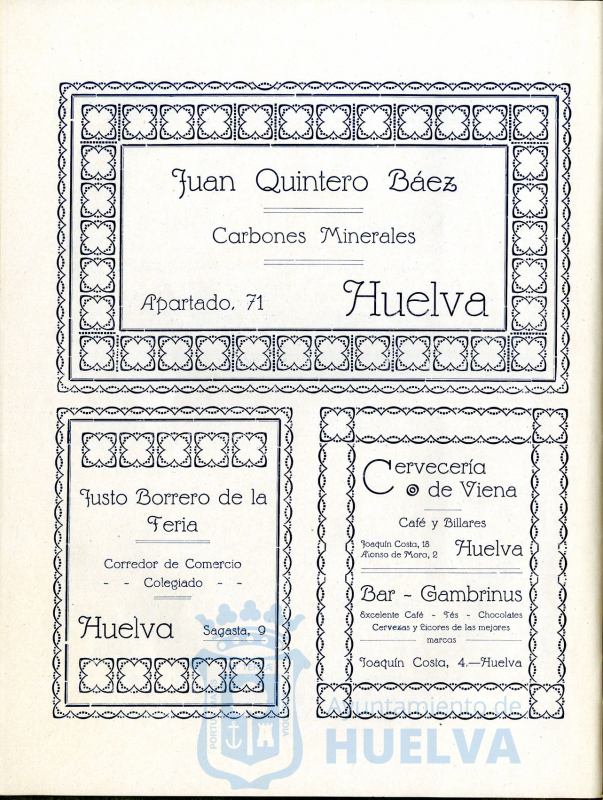 Juan Quintero Báez
Carbones Minerales
Apartado, 71 Huelva
Justo Borrero de la
Feria
Corredor de Comercio
- - Colegiado - -
Huelva Sagasta, 9
Cervecería
de Viena
Café y Billares
Joaquín Costa, 18
Alonso de Moro, 2 Huelva
Bar - Gambrinus
Excelente Café - Tés - Chocolates
Cervezas y Licores de las mejores
marcas
Joaquín Costa, 4.—Huelva
Ayuntamiento de
HUELVA